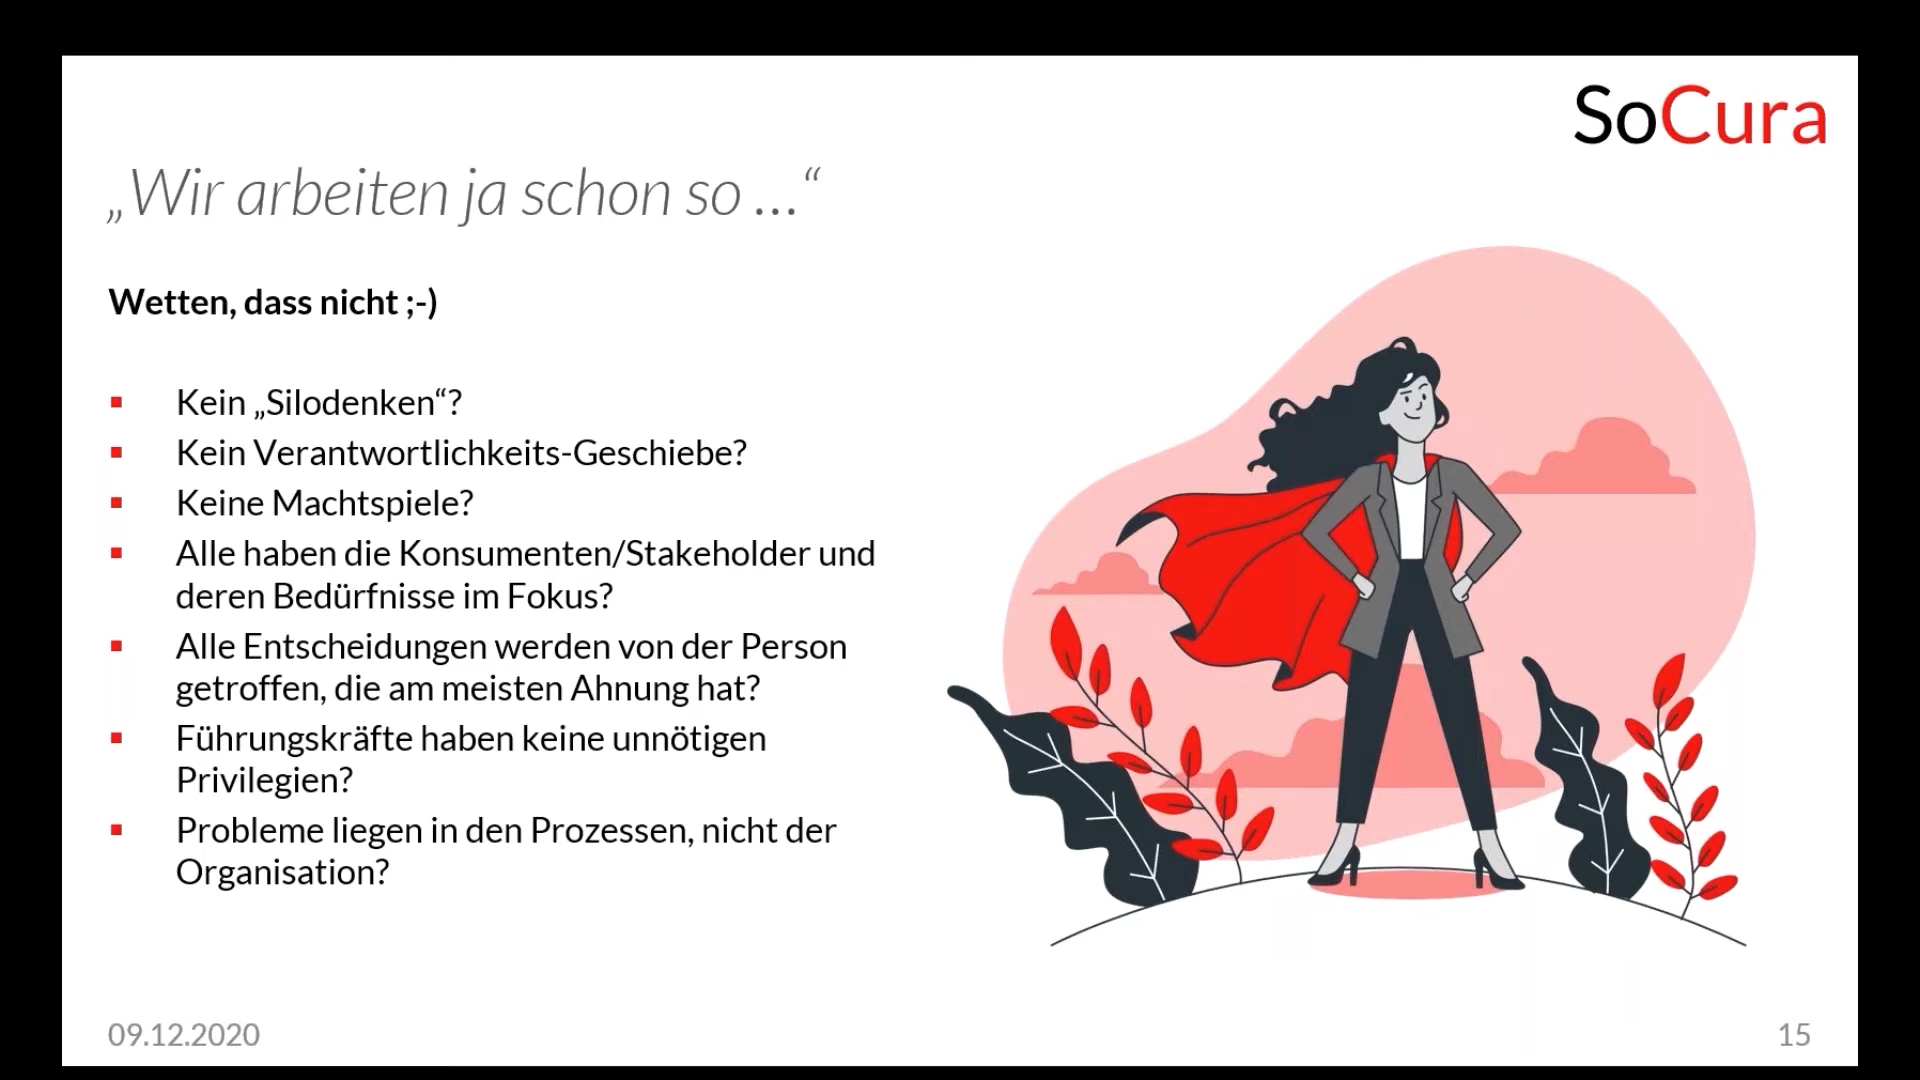 SoCura
„Wir arbeiten ja schon so …“
Wetten, dass nicht ;-)
▪ Kein „Silodenken“?
▪ Kein Verantwortlichkeits-Geschiebe?
▪ Keine Machtspiele?
▪ Alle haben die Konsumenten/Stakeholder und
deren Bedürfnisse im Fokus?
▪ Alle Entscheidungen werden von der Person
getroffen, die am meisten Ahnung hat?
▪ Führungskräfte haben keine unnötigen
Privilegien?
▪ Probleme liegen in den Prozessen, nicht der
Organisation?
09.12.2020
15